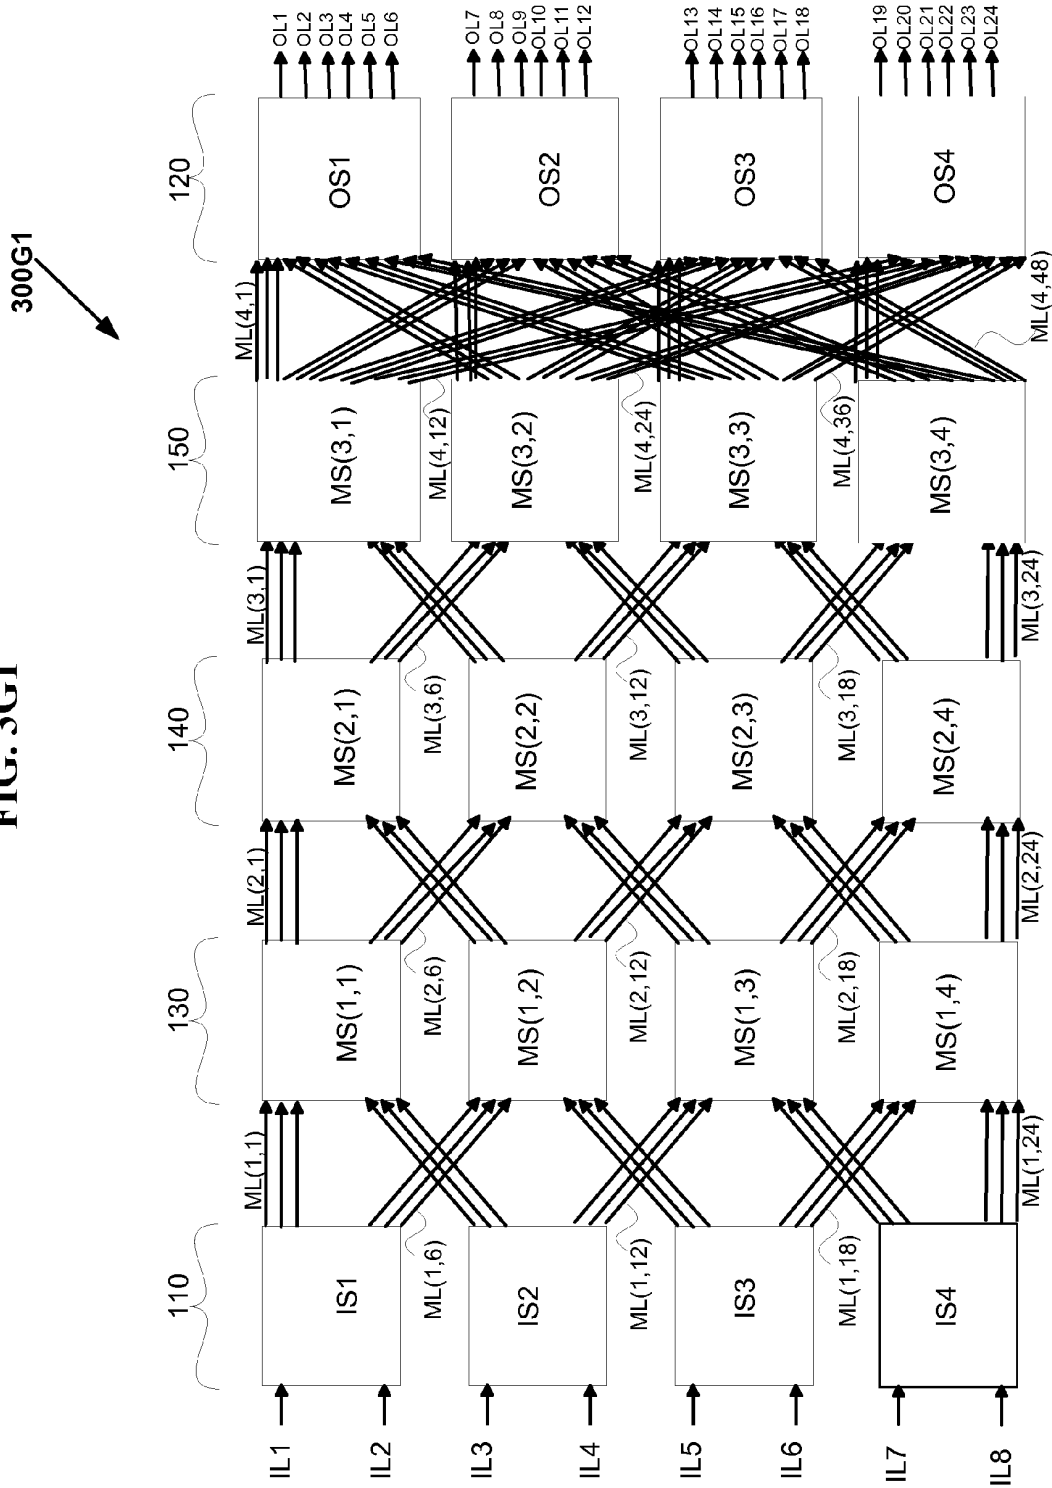 FIG. 3G1
300G1
110
130
140
150
120
ML(1,1)
ML(2,1)
ML(3,1)
ML(4,1)
IL1
IL2
IS1
MS(1,1)
MS(2,1)
MS(3,1)
OS1
OL1
OL2
OL3
OL4
OL5
OL6
ML(1,6)
ML(2,6)
ML(3,6)
ML(4,12)
IL3
IL4
IS2
MS(1,2)
MS(2,2)
MS(3,2)
OS2
OL7
OL8
OL9
OL10
OL11
OL12
ML(1,12)
ML(2,12)
ML(3,12)
ML(4,24)
IL5
IL6
IS3
MS(1,3)
MS(2,3)
MS(3,3)
OS3
OL13
OL14
OL15
OL16
OL17
OL18
ML(1,18)
ML(2,18)
ML(3,18)
ML(4,36)
IL7
IL8
IS4
MS(1,4)
MS(2,4)
MS(3,4)
OS4
OL19
OL20
OL21
OL22
OL23
OL24
ML(1,24)
ML(2,24)
ML(3,24)
ML(4,48)